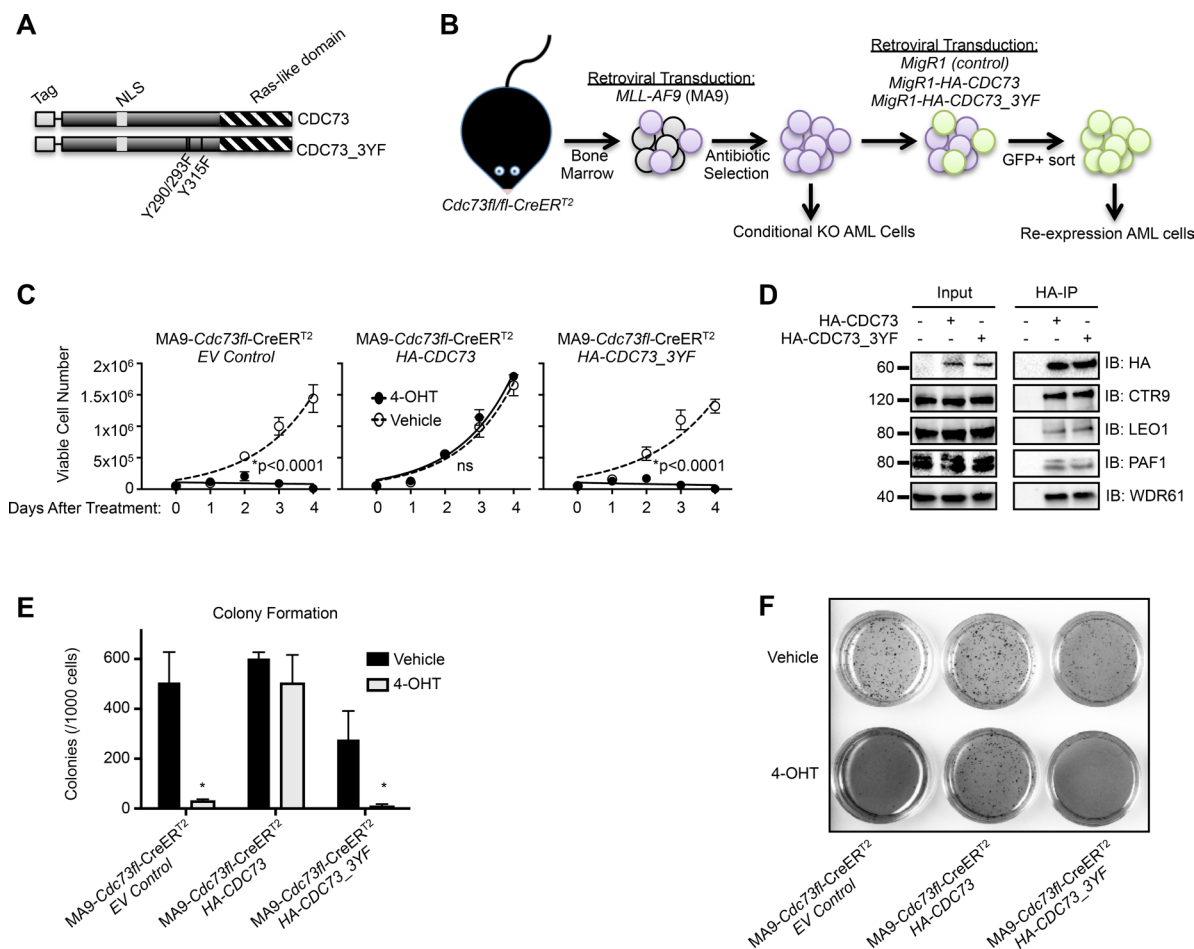 A
Tag
NLS
Ras-like domain
CDC73
CDC73_3YF
Y290/293F
Y315F
B
Cdc73fl/fl-CreER^T2
Bone
Marrow
Retroviral Transduction:
MLL-AF9 (MA9)
Antibiotic
Selection
Conditional KO AML Cells
Retroviral Transduction:
MigR1 (control)
MigR1-HA-CDC73
MigR1-HA-CDC73_3YF
GFP+ sort
Re-expression AML cells
C
Viable Cell Number
2x10^6
1.5x10^6
1x10^6
5x10^5
MA9-Cdc73fl-CreER^T2
EV Control
*p<0.0001
MA9-Cdc73fl-CreER^T2
HA-CDC73
4-OHT
Vehicle
ns
MA9-Cdc73fl-CreER^T2
HA-CDC73_3YF
*p<0.0001
Days After Treatment: 0 1 2 3 4 0 1 2 3 4 0 1 2 3 4
D
Input HA-IP
HA-CDC73 - + - - + -
HA-CDC73_3YF - - + - - +
60 IB: HA
120 IB: CTR9
80 IB: LEO1
80 IB: PAF1
40 IB: WDR61
E
Colony Formation
Colonies (/1000 cells)
600
400
200
0
Vehicle
4-OHT
*
*
MA9-Cdc73fl-CreER^T2
EV Control
MA9-Cdc73fl-CreER^T2
HA-CDC73
MA9-Cdc73fl-CreER^T2
HA-CDC73_3YF
F
Vehicle
4-OHT
MA9-Cdc73fl-CreER^T2
EV Control
MA9-Cdc73fl-CreER^T2
HA-CDC73
MA9-Cdc73fl-CreER^T2
HA-CDC73_3YF